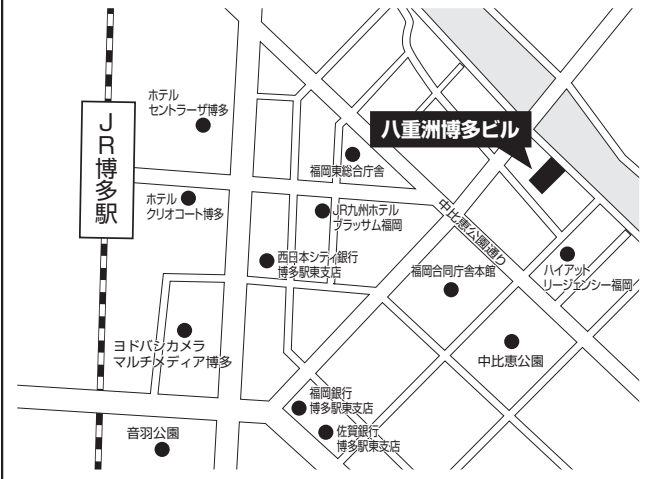 JR博多駅
ホテル
セントラーザ博多
八重洲博多ビル
福岡東総合庁舎
ホテル
クリオコート博多
JR九州ホテル
ブラッサム福岡
中比恵公園通り
西日本シティ銀行
博多駅東支店
福岡合同庁舎本館
ハイアット
リージェンシー福岡
ヨドバシカメラ
マルチメディア博多
中比恵公園
福岡銀行
博多駅東支店
音羽公園
佐賀銀行
博多駅東支店